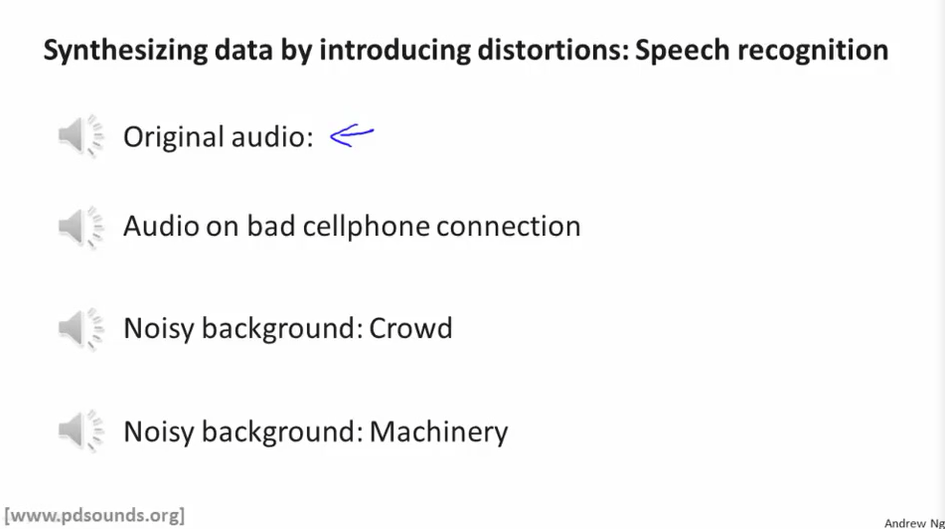 Synthesizing data by introducing distortions: Speech recognition
Original audio:
Audio on bad cellphone connection
Noisy background: Crowd
Noisy background: Machinery
[www.pdsounds.org]
Andrew Ng